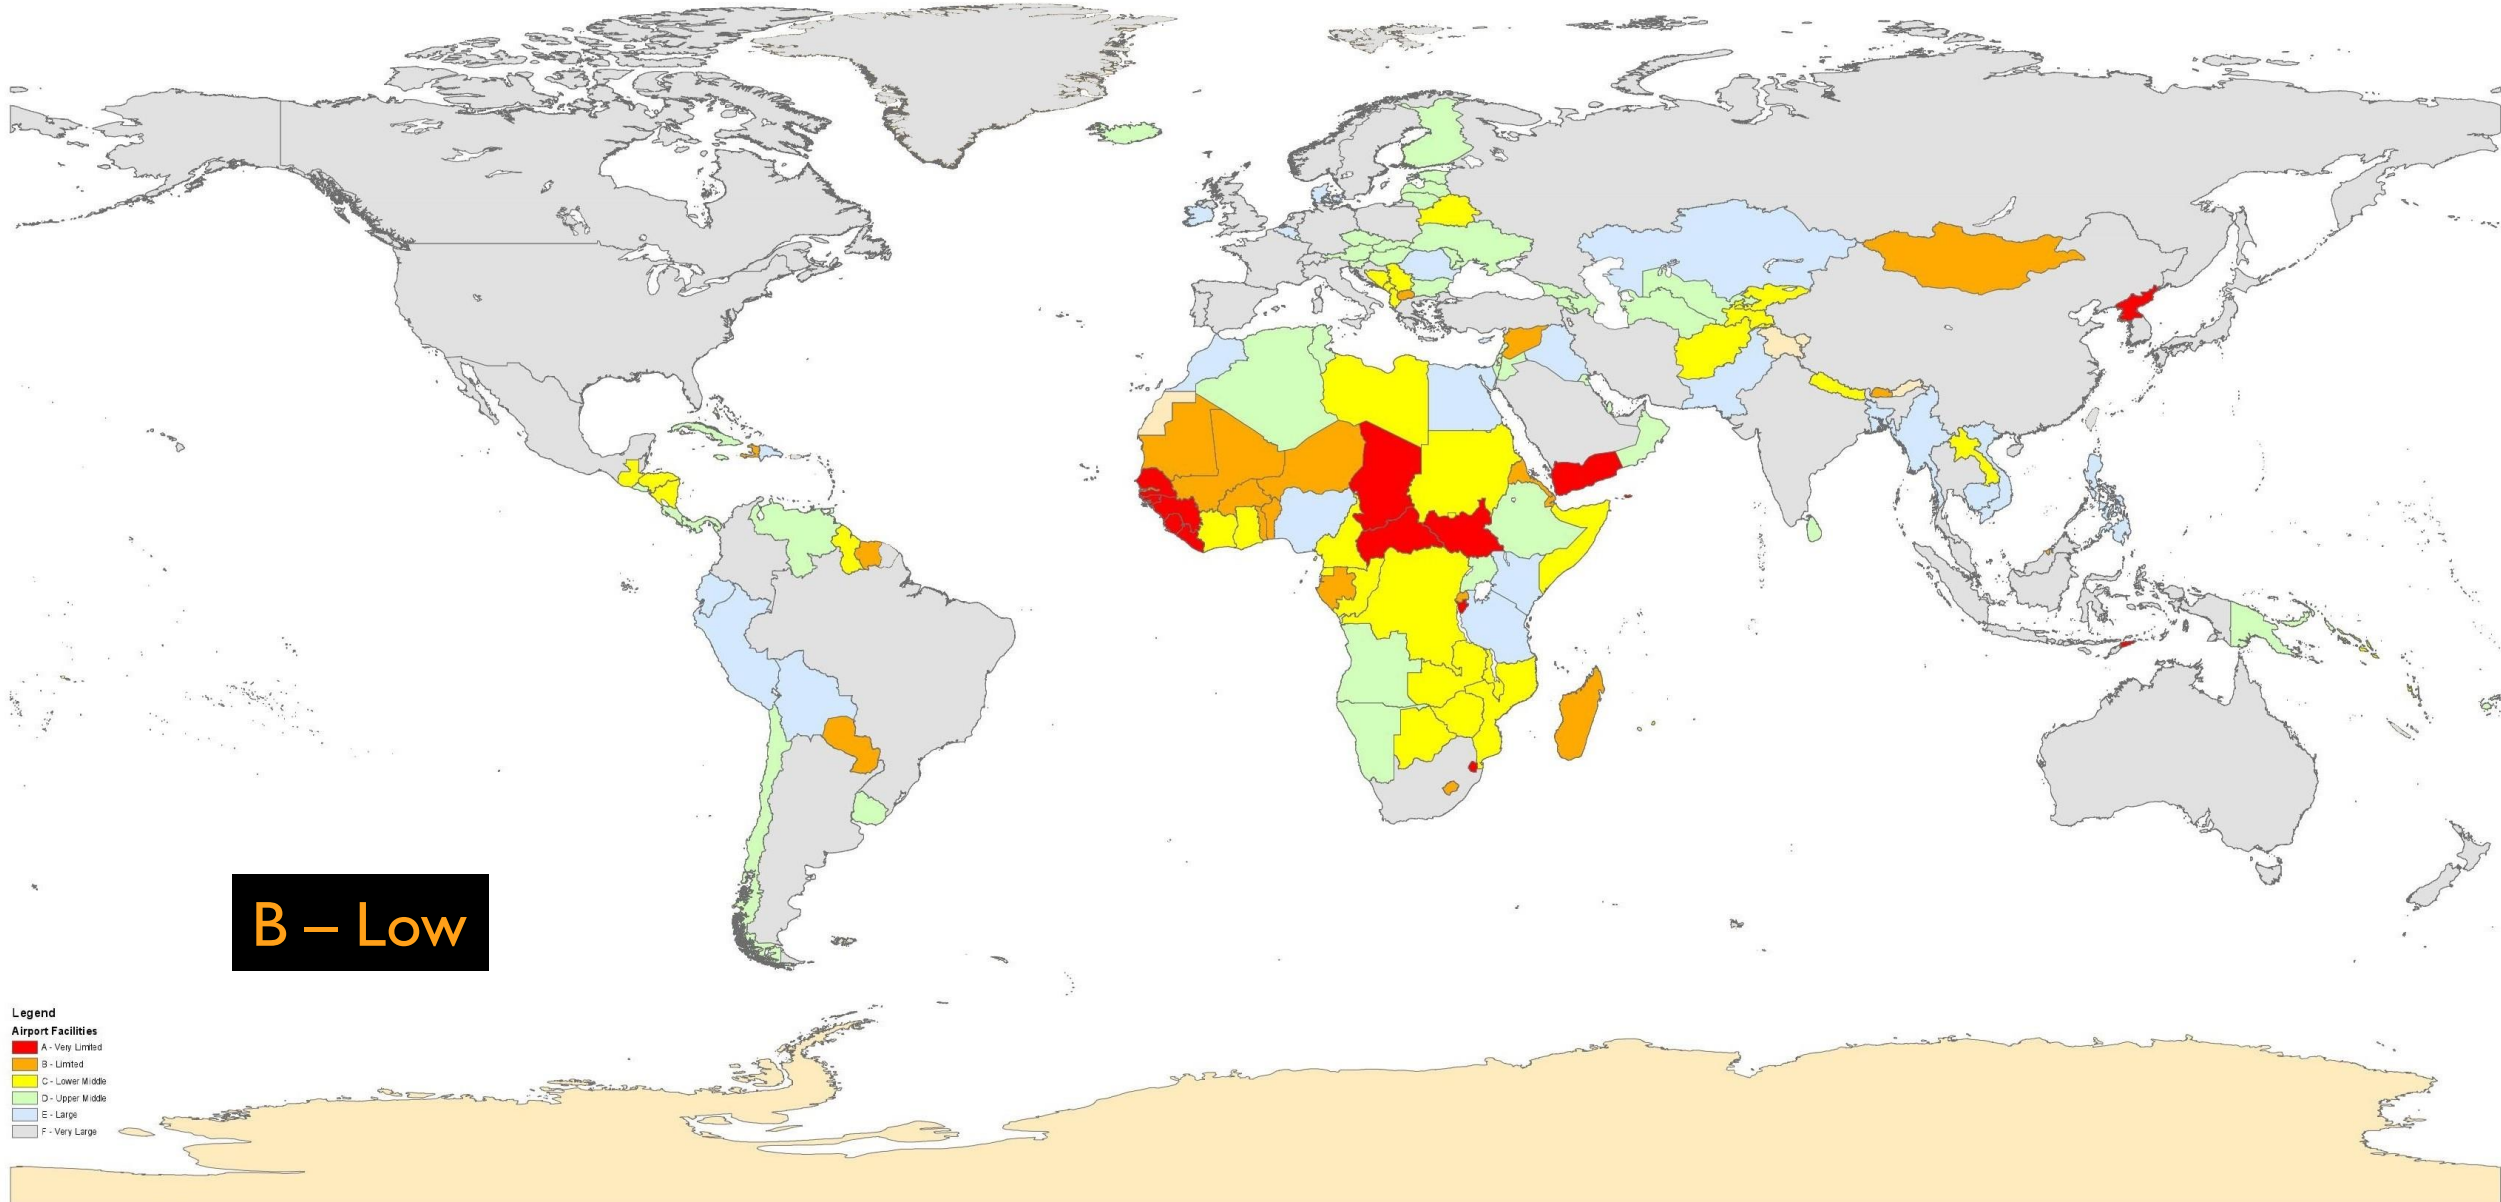 B – Low
Legend
Airport Facilities
A - Very Limited
B - Limited
C - Lower Middle
D - Upper Middle
E - Large
F - Very Large